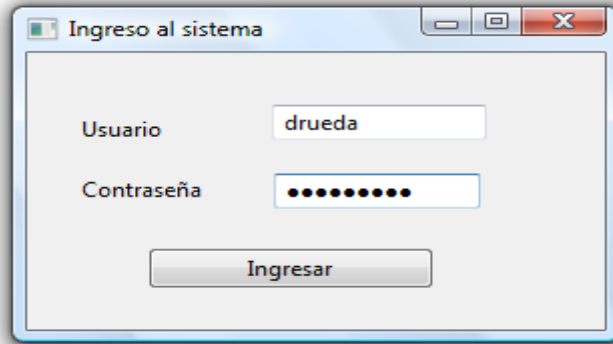 Ingreso al sistema
Usuario drueda
Contraseña •••••••••
Ingresar